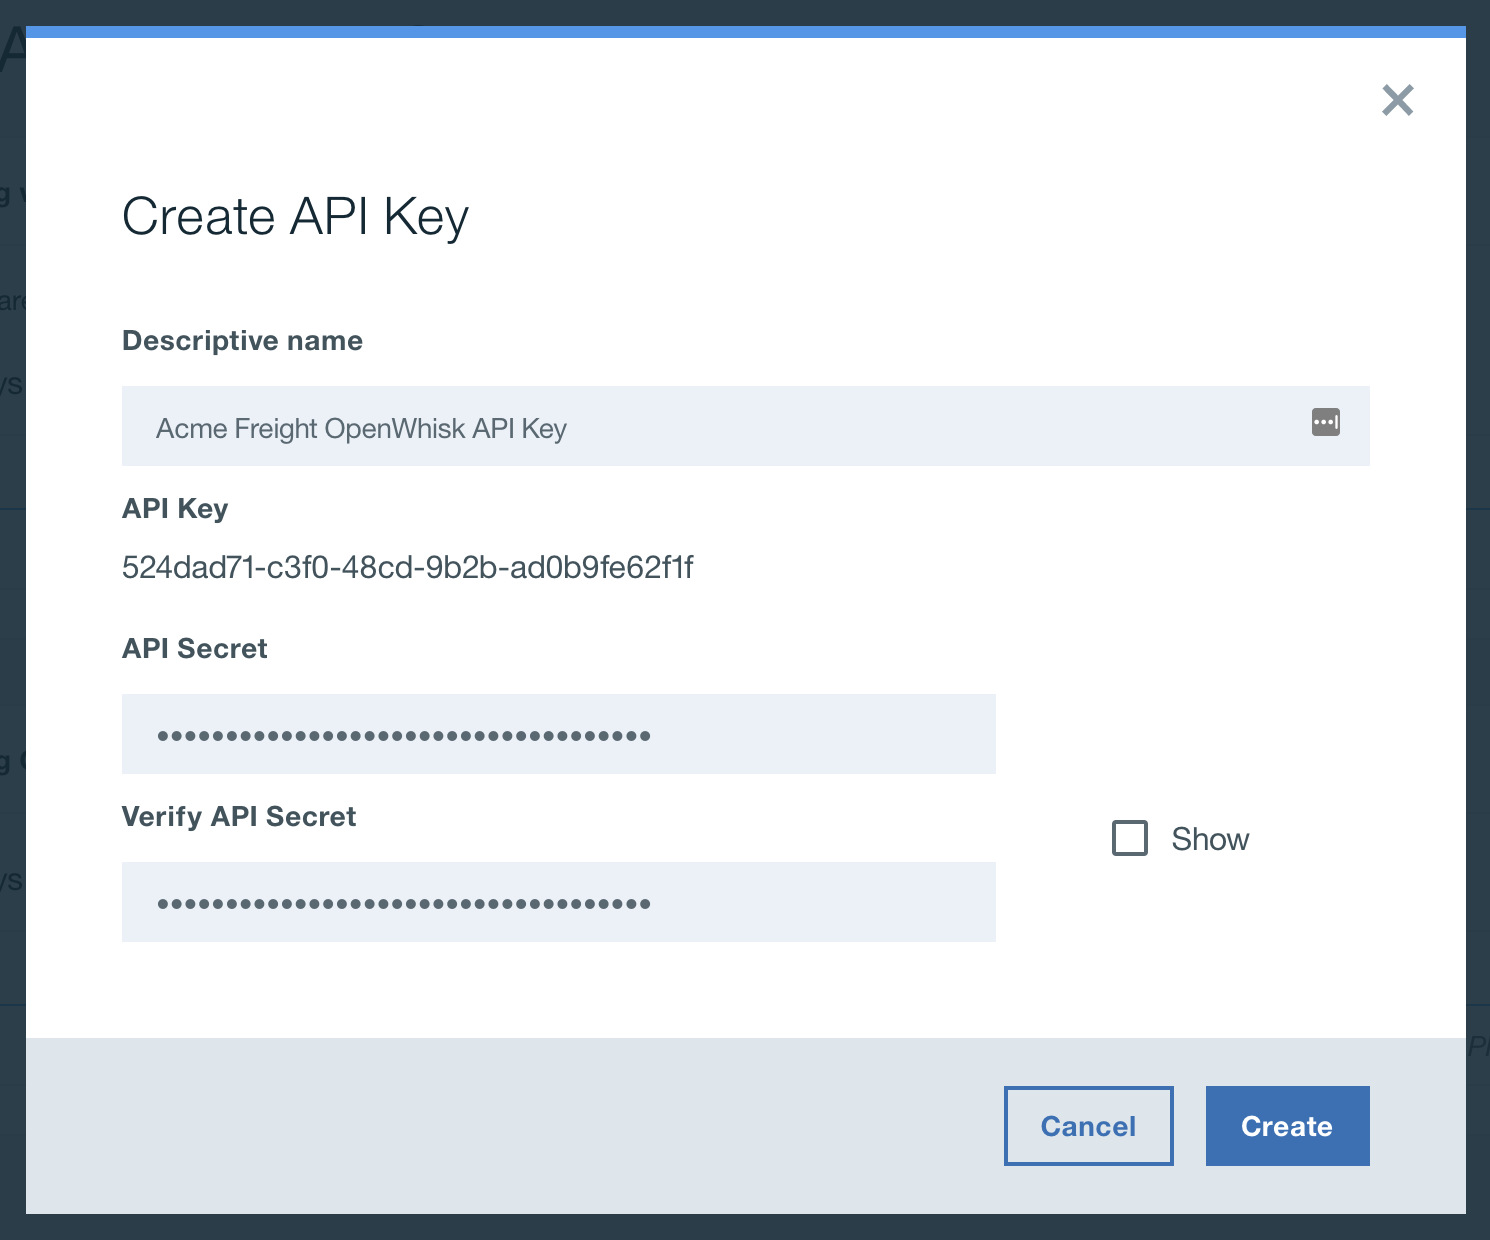 Create API Key
Descriptive name
Acme Freight OpenWhisk API Key
API Key
524dad71-c3f0-48cd-9b2b-ad0b9fe62f1f
API Secret
••••••••••••••••••••••••••••••••••••
Verify API Secret
Show
••••••••••••••••••••••••••••••••••••
Cancel
Create